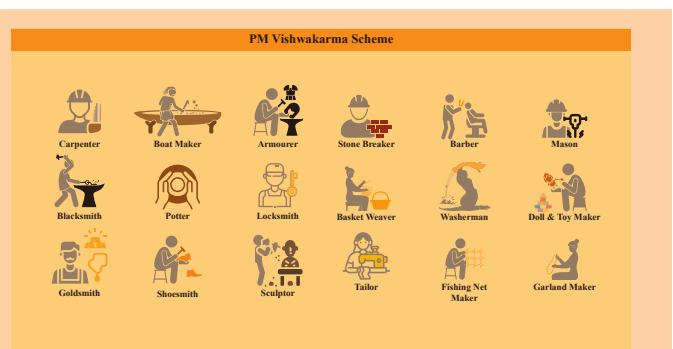 PM Vishwakarma Scheme
Carpenter
Boat Maker
Armourer
Stone Breaker
Barber
Mason
Blacksmith
Potter
Locksmith
Basket Weaver
Washerman
Doll & Toy Maker
Goldsmith
Shoesmith
Sculptor
Tailor
Fishing Net
Maker
Garland Maker